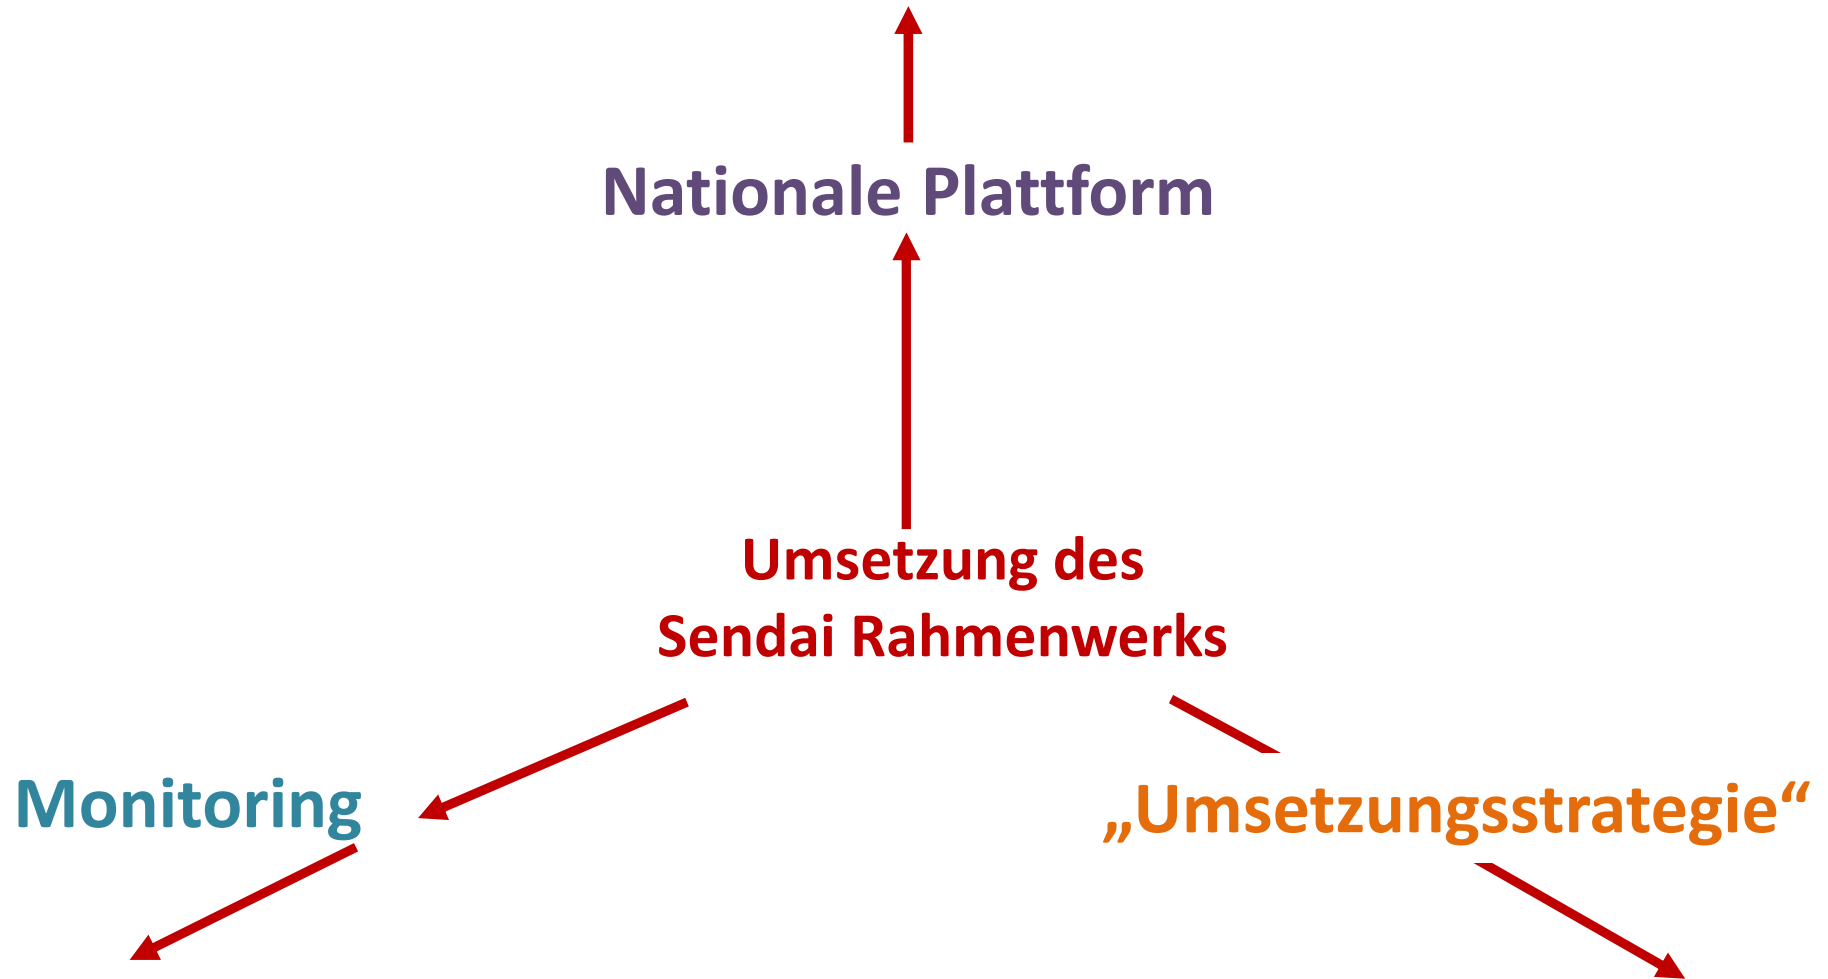 Nationale Plattform
Umsetzung des
Sendai Rahmenwerks
Monitoring
„Umsetzungsstrategie“